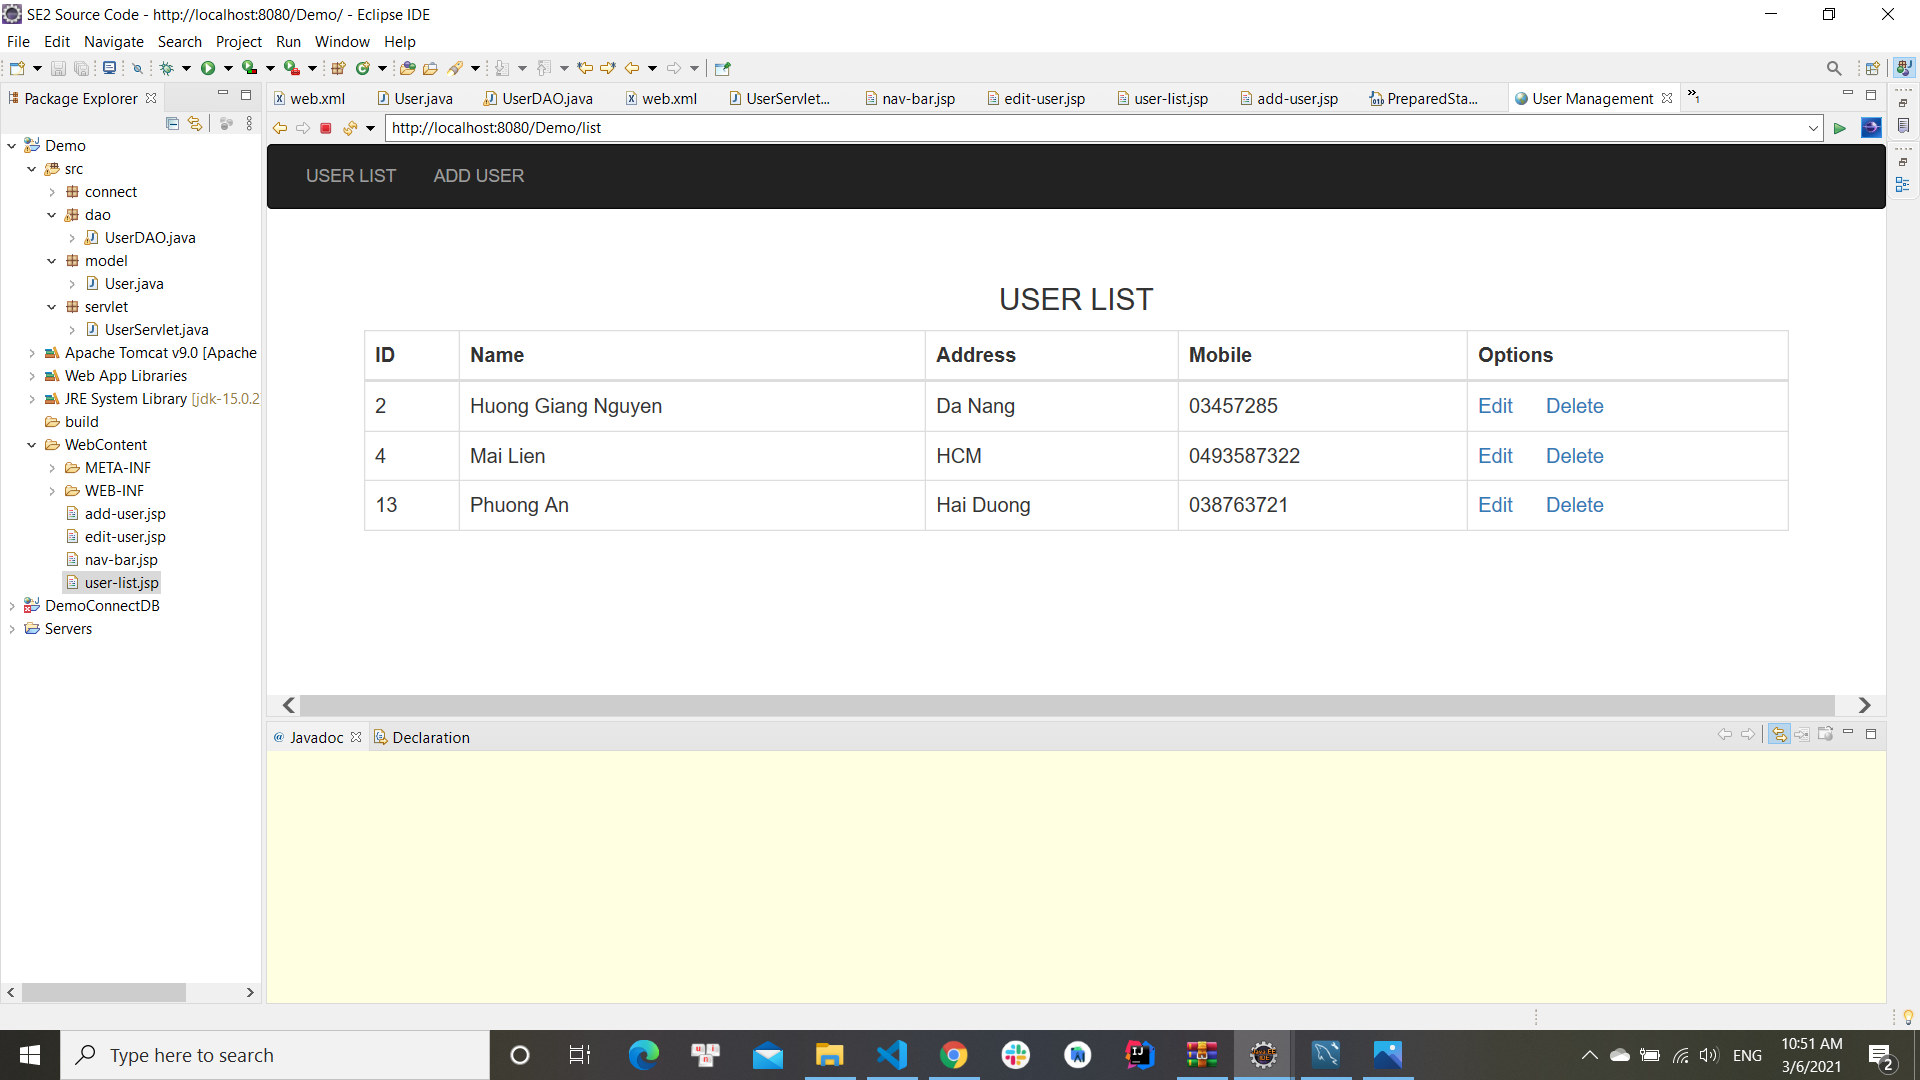 SE2 Source Code - http://localhost:8080/Demo/ - Eclipse IDE
File Edit Navigate Search Project Run Window Help
Package Explorer
web.xml User.java UserDAO.java web.xml UserServlet... nav-bar.jsp edit-user.jsp user-list.jsp add-user.jsp PreparedSta... User Management »1
http://localhost:8080/Demo/list
Demo
src
connect
dao
UserDAO.java
model
User.java
servlet
UserServlet.java
Apache Tomcat v9.0 [Apache
Web App Libraries
JRE System Library [jdk-15.0.2
build
WebContent
META-INF
WEB-INF
add-user.jsp
edit-user.jsp
nav-bar.jsp
user-list.jsp
DemoConnectDB
Servers
USER LIST ADD USER
USER LIST
ID Name Address Mobile Options
2 Huong Giang Nguyen Da Nang 03457285 Edit Delete
4 Mai Lien HCM 0493587322 Edit Delete
13 Phuong An Hai Duong 038763721 Edit Delete
@ Javadoc Declaration
Type here to search
ENG
10:51 AM
3/6/2021
2